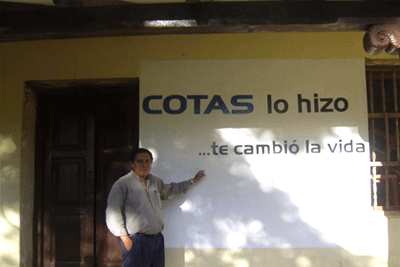 COTAS lo hizo
...te cambió la vida